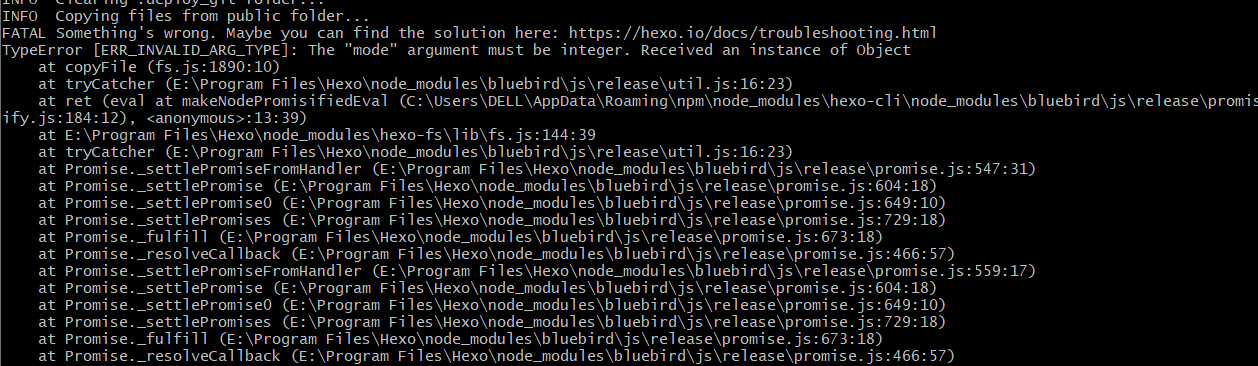 INFO  Clearing .deploy_git folder...
INFO  Copying files from public folder...
FATAL Something's wrong. Maybe you can find the solution here: https://hexo.io/docs/troubleshooting.html
TypeError [ERR_INVALID_ARG_TYPE]: The "mode" argument must be integer. Received an instance of Object
    at copyFile (fs.js:1890:10)
    at tryCatcher (E:\Program Files\Hexo\node_modules\bluebird\js\release\util.js:16:23)
    at ret (eval at makeNodePromisifiedEval (C:\Users\DELL\AppData\Roaming\npm\node_modules\hexo-cli\node_modules\bluebird\js\release\promis
ify.js:184:12), <anonymous>:13:39)
    at E:\Program Files\Hexo\node_modules\hexo-fs\lib\fs.js:144:39
    at tryCatcher (E:\Program Files\Hexo\node_modules\bluebird\js\release\util.js:16:23)
    at Promise._settlePromiseFromHandler (E:\Program Files\Hexo\node_modules\bluebird\js\release\promise.js:547:31)
    at Promise._settlePromise (E:\Program Files\Hexo\node_modules\bluebird\js\release\promise.js:604:18)
    at Promise._settlePromise0 (E:\Program Files\Hexo\node_modules\bluebird\js\release\promise.js:649:10)
    at Promise._settlePromises (E:\Program Files\Hexo\node_modules\bluebird\js\release\promise.js:729:18)
    at Promise._fulfill (E:\Program Files\Hexo\node_modules\bluebird\js\release\promise.js:673:18)
    at Promise._resolveCallback (E:\Program Files\Hexo\node_modules\bluebird\js\release\promise.js:466:57)
    at Promise._settlePromiseFromHandler (E:\Program Files\Hexo\node_modules\bluebird\js\release\promise.js:559:17)
    at Promise._settlePromise (E:\Program Files\Hexo\node_modules\bluebird\js\release\promise.js:604:18)
    at Promise._settlePromise0 (E:\Program Files\Hexo\node_modules\bluebird\js\release\promise.js:649:10)
    at Promise._settlePromises (E:\Program Files\Hexo\node_modules\bluebird\js\release\promise.js:729:18)
    at Promise._fulfill (E:\Program Files\Hexo\node_modules\bluebird\js\release\promise.js:673:18)
    at Promise._resolveCallback (E:\Program Files\Hexo\node_modules\bluebird\js\release\promise.js:466:57)